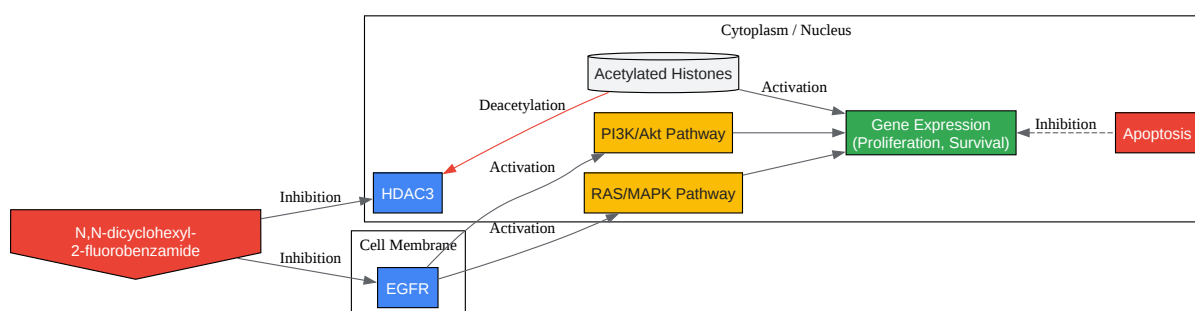 Cytoplasm / Nucleus
Acetylated Histones
Activation
Deacetylation
PI3K/Akt Pathway
Gene Expression
(Proliferation, Survival)
Inhibition
Apoptosis
Activation
HDAC3
RAS/MAPK Pathway
Inhibition
Activation
N,N-dicyclohexyl-
2-fluorobenzamide
Cell Membrane
Inhibition
EGFR